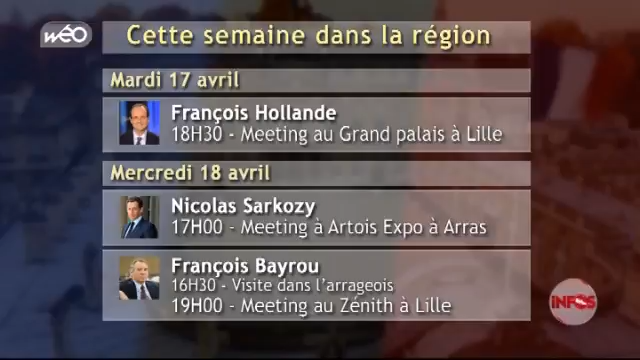 wéo
Cette semaine dans la région
Mardi 17 avril
François Hollande
18H30 - Meeting au Grand palais à Lille
Mercredi 18 avril
Nicolas Sarkozy
17H00 - Meeting à Artois Expo à Arras
François Bayrou
16H30 - Visite dans l'arrageois
19H00 - Meeting au Zénith à Lille
INFOS